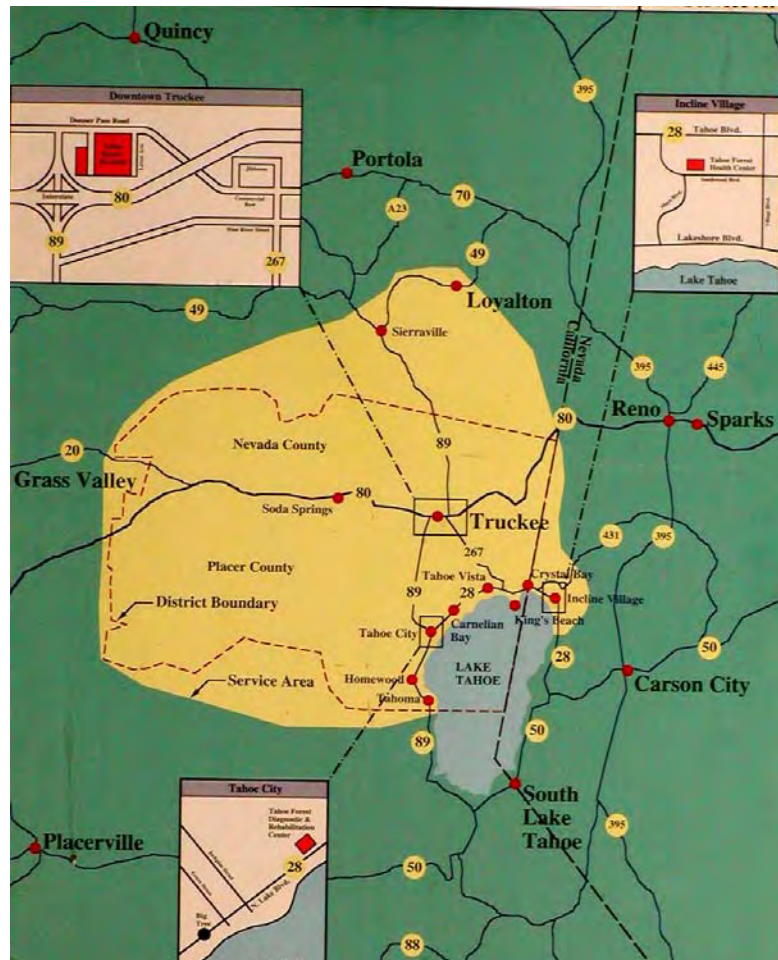 Quincy
395
Downtown Truckee
Donner Pass Road
Interstate
80
89
Commercial
Row
267
Incline Village
28
Tahoe Blvd.
Tahoe Forest
Health Center
Lakeshore Blvd.
Lake Tahoe
Portola
70
A23
49
49
Loyalton
Sierraville
Nevada
California
395
445
Reno
Sparks
80
89
Nevada County
20
Grass Valley
80
Soda Springs
Truckee
267
431
395
Placer County
Tahoe Vista
Crystal Bay
89
28
Incline Village
District Boundary
Carnelian
Bay
King's Beach
Tahoe City
LAKE
TAHOE
28
50
Homewood
Carson City
Service Area
Tahoma
89
50
South
Lake
Tahoe
Tahoe City
Tahoe Forest
Diagnostic &
Rehabilitation
Center
28
N. Lake Blvd.
Big
Tree
Placerville
50
395
88